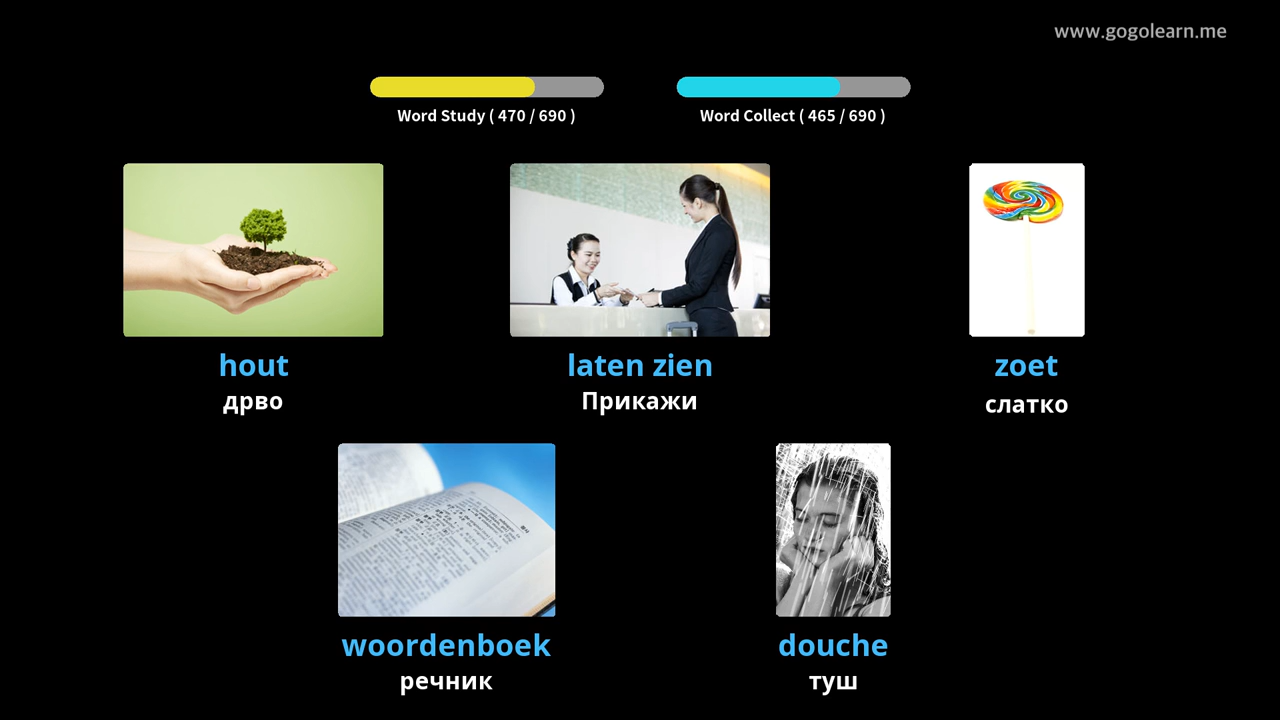 www.gogolearn.me
Word Study ( 470 / 690 )
Word Collect ( 465 / 690 )
hout
дрво
laten zien
Прикажи
zoet
слатко
woordenboek
речник
douche
туш